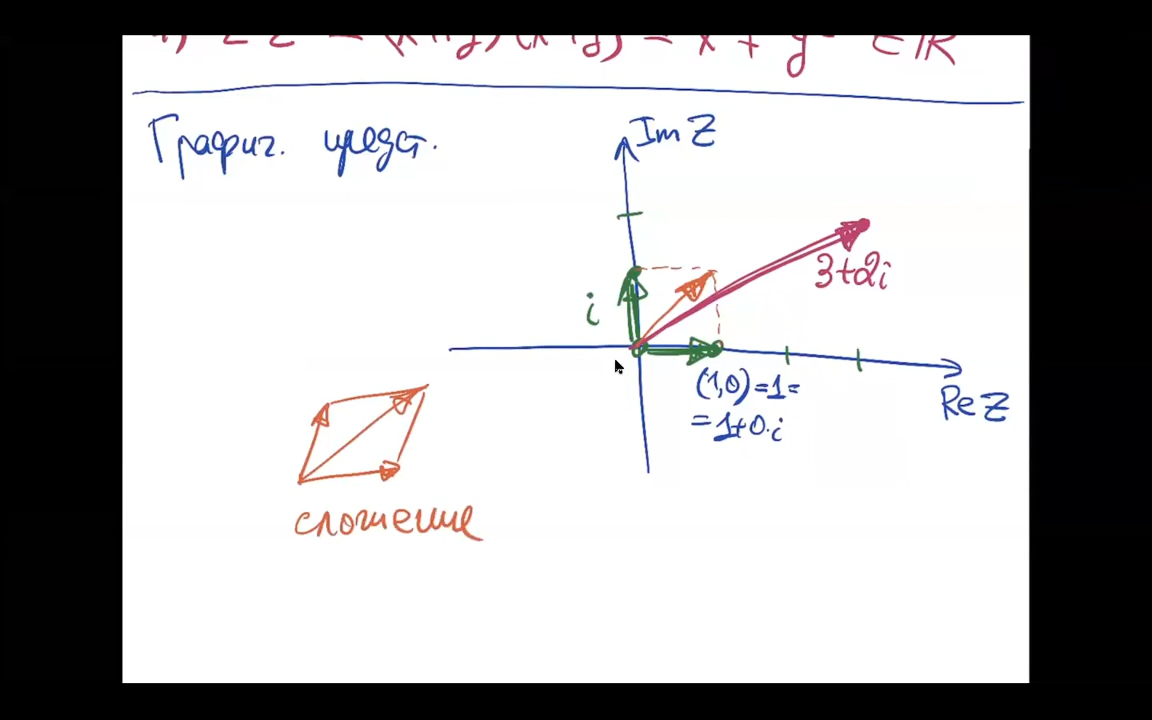 Графич. предст.
Im Z
3+2i
i
(1,0)=1=
=1+0·i
Re Z
сложение